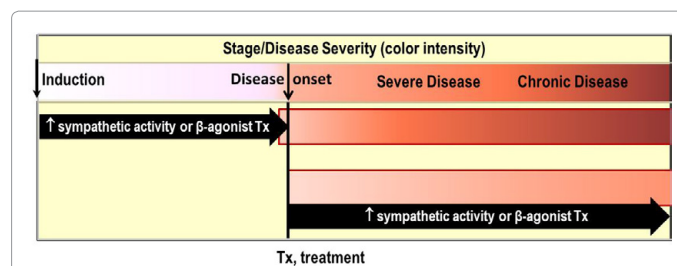 Stage/Disease Severity (color intensity)
Induction Disease onset Severe Disease Chronic Disease
↑ sympathetic activity or β-agonist Tx
↑ sympathetic activity or β-agonist Tx
Tx, treatment